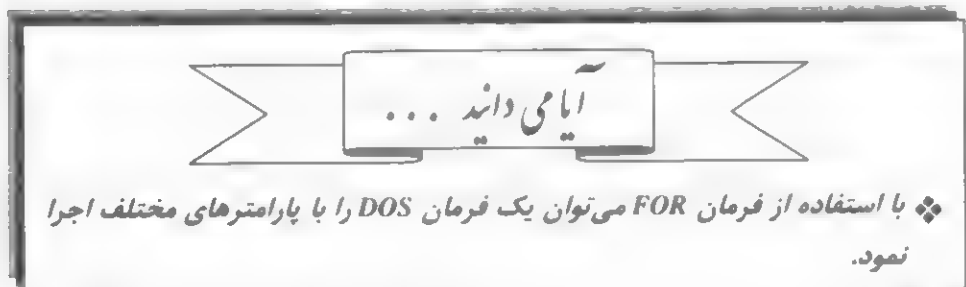 آیا می دانید ...
❖ با استفاده از فرمان FOR می‌توان یک فرمان DOS را با پارامترهای مختلف اجرا
نمود.